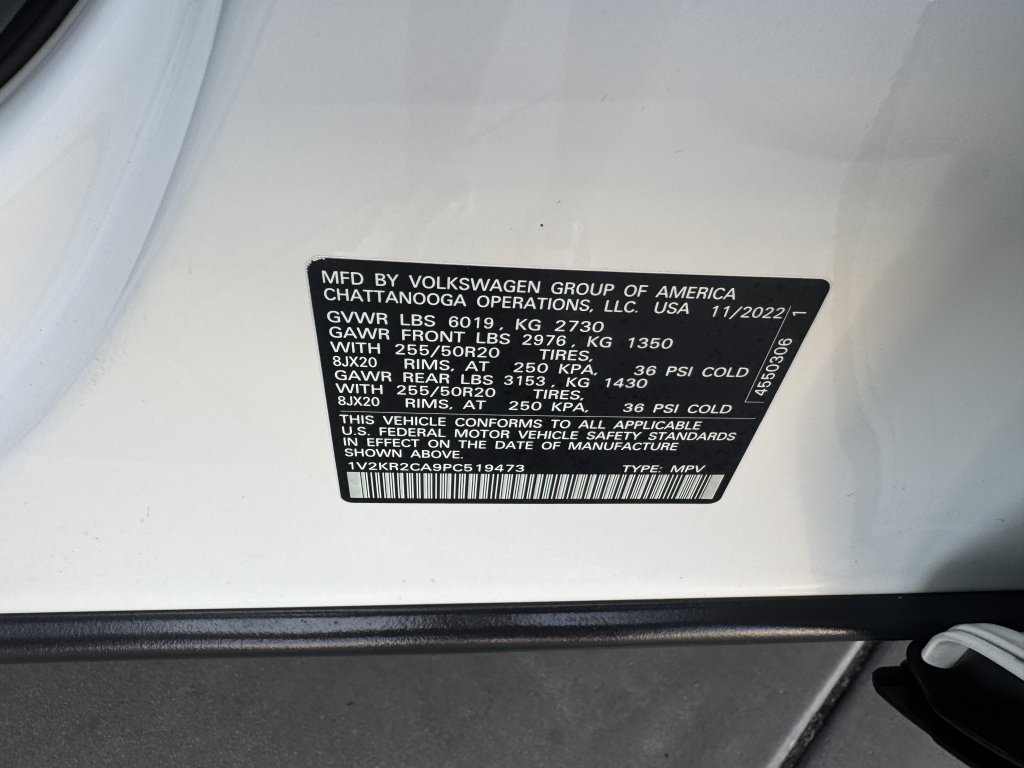 MFD BY VOLKSWAGEN GROUP OF AMERICA
CHATTANOOGA OPERATIONS, LLC. USA 11/2022
GVWR LBS 6019, KG 2730
GAWR FRONT LBS 2976, KG 1350
WITH 255/50R20 TIRES,
8JX20 RIMS, AT 250 KPA, 36 PSI COLD
GAWR REAR LBS 3153, KG 1430
WITH 255/50R20 TIRES,
8JX20 RIMS, AT 250 KPA, 36 PSI COLD
4550306 1
THIS VEHICLE CONFORMS TO ALL APPLICABLE
U.S. FEDERAL MOTOR VEHICLE SAFETY STANDARDS
IN EFFECT ON THE DATE OF MANUFACTURE
SHOWN ABOVE.
1V2KR2CA9PC519473 TYPE: MPV